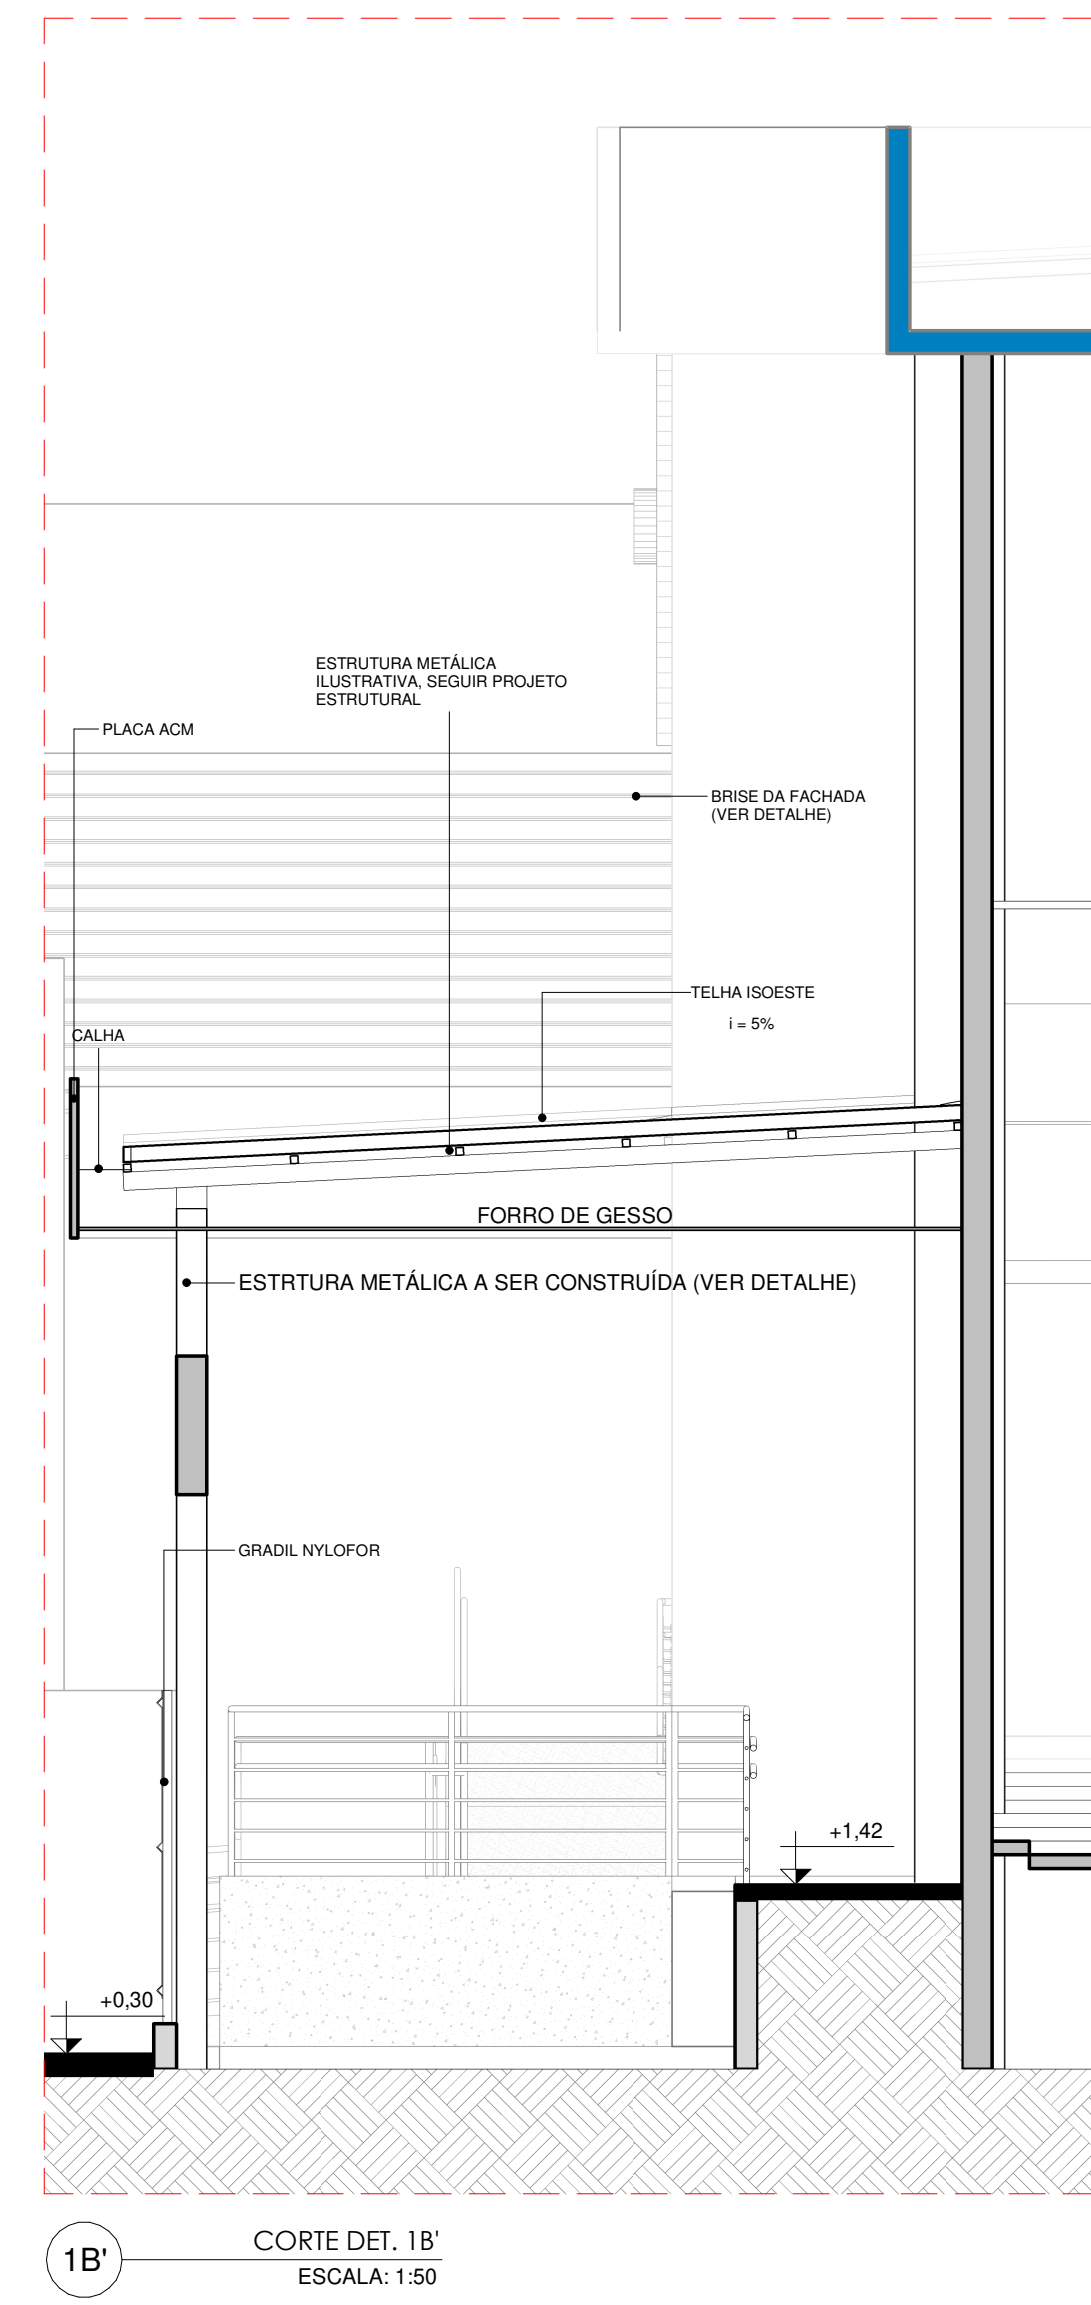 ESTRUTURA METÁLICA
ILUSTRATIVA, SEGUIR PROJETO
ESTRUTURAL
PLACA ACM
BRISE DA FACHADA
(VER DETALHE)
TELHA ISOESTE
i = 5%
CALHA
FORRO DE GESSO
ESTRTURA METÁLICA A SER CONSTRUÍDA (VER DETALHE)
GRADIL NYLOFOR
+1,42
+0,30
1B'
CORTE DET. 1B'
ESCALA: 1:50